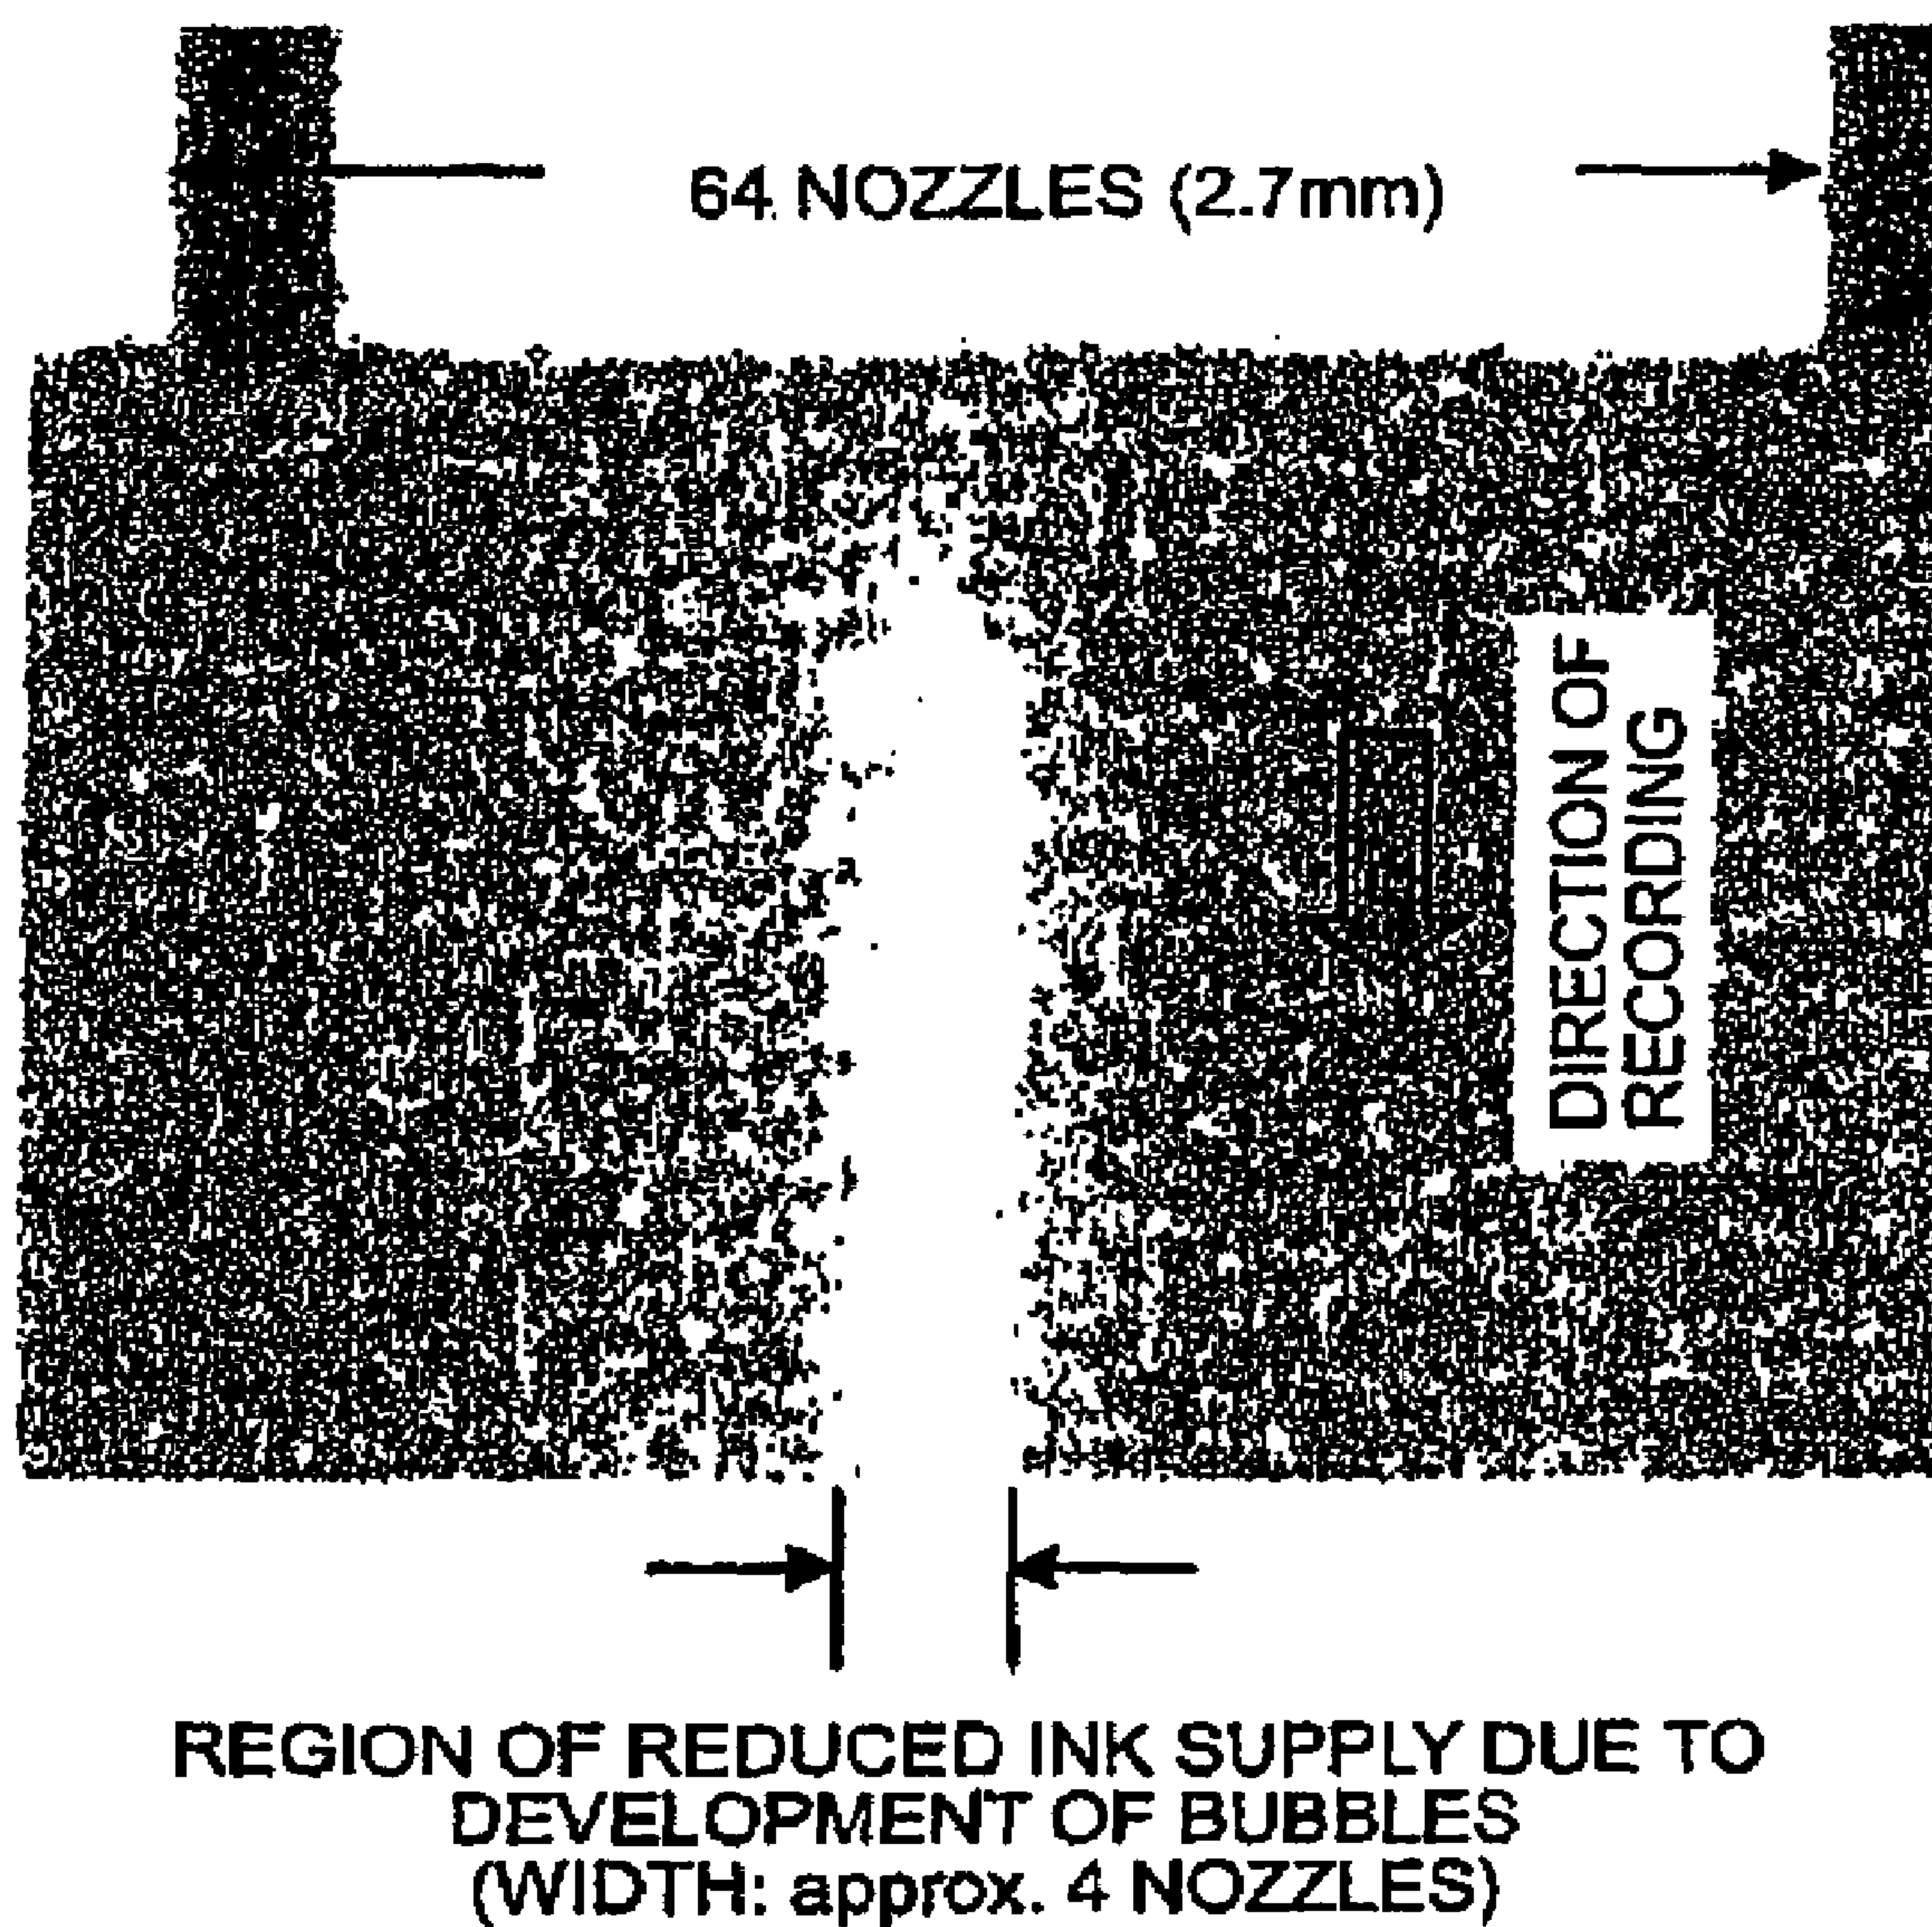 64 NOZZLES (2.7mm)
DIRECTION OF
RECORDING
REGION OF REDUCED INK SUPPLY DUE TO
DEVELOPMENT OF BUBBLES
(WIDTH: approx. 4 NOZZLES)